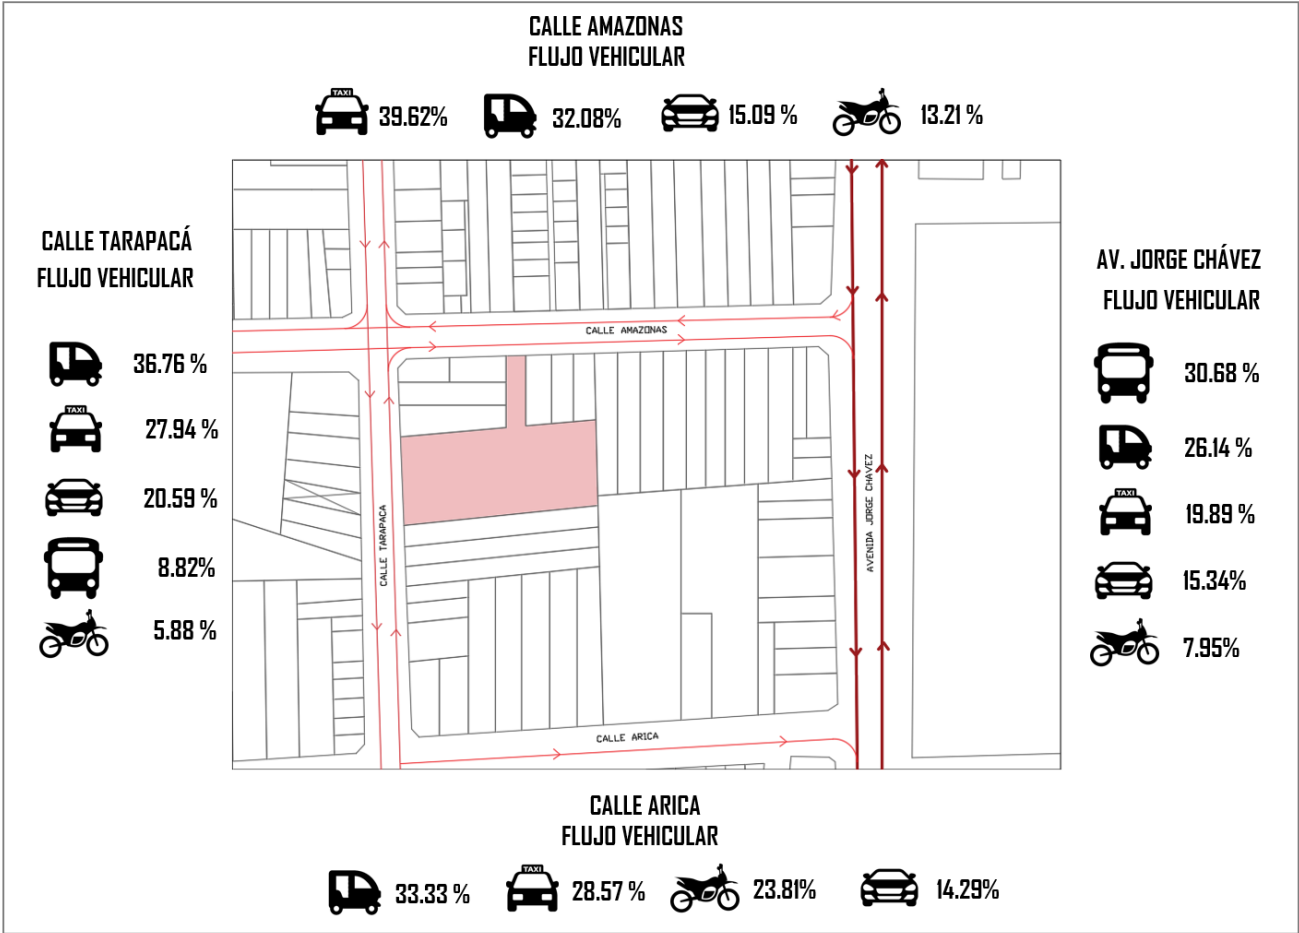 CALLE AMAZONAS
FLUJO VEHICULAR
TAXI
39.62%
32.08%
15.09 %
13.21 %
CALLE TARAPACÁ
FLUJO VEHICULAR
36.76 %
TAXI
27.94 %
20.59 %
8.82%
5.88 %
CALLE AMAZONAS
CALLE TARAPACA
AVENIDA JORGE CHAVEZ
CALLE ARICA
AV. JORGE CHÁVEZ
FLUJO VEHICULAR
30.68 %
26.14 %
TAXI
19.89 %
15.34%
7.95%
CALLE ARICA
FLUJO VEHICULAR
33.33 %
TAXI
28.57 %
23.81%
14.29%